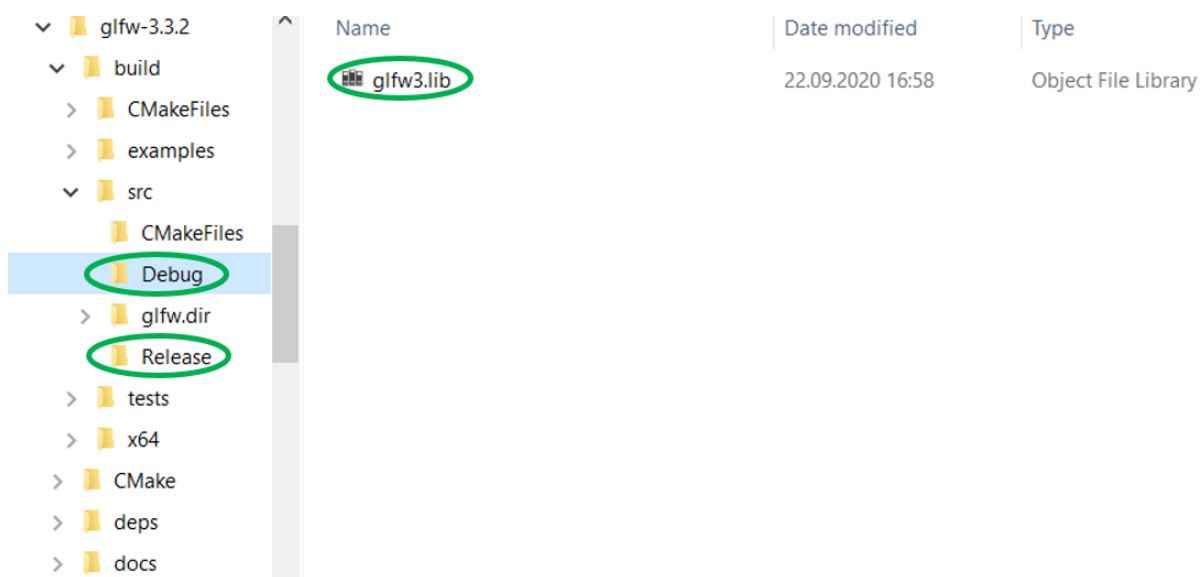 glfw-3.3.2
build
CMakeFiles
examples
src
CMakeFiles
Debug
glfw.dir
Release
tests
x64
CMake
deps
docs
Name Date modified Type
glfw3.lib 22.09.2020 16:58 Object File Library